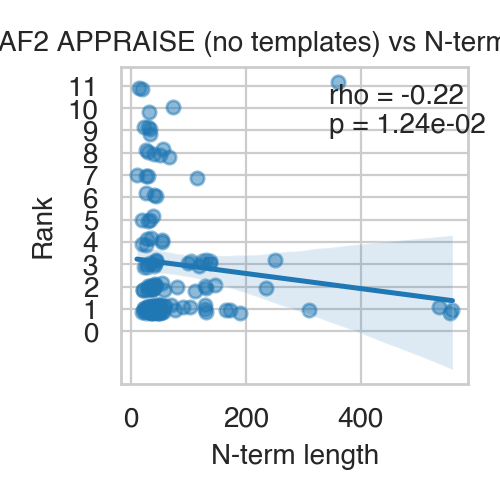 AF2 APPRAISE (no templates) vs N-term
rho = -0.22
p = 1.24e-02
11
10
9
8
7
6
5
4
3
2
1
0
Rank
0 200 400
N-term length